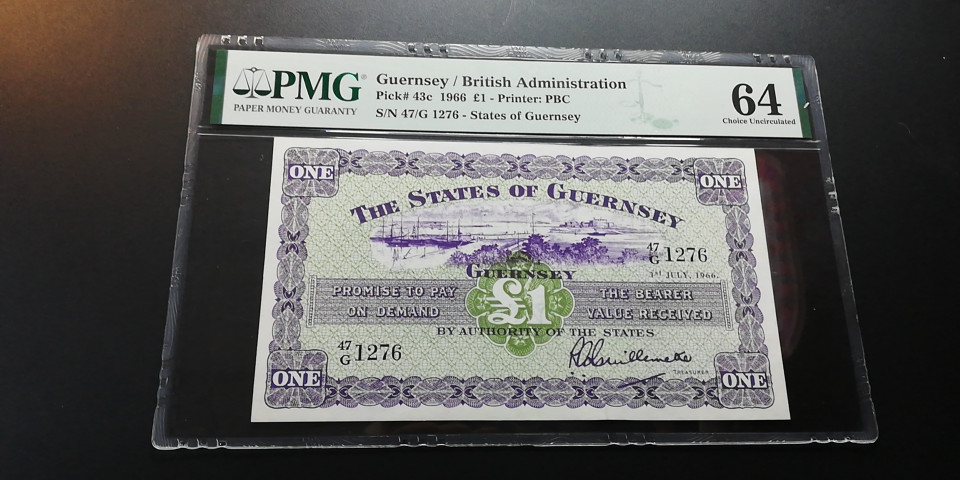 PMG®
PAPER MONEY GUARANTY
Guernsey / British Administration
Pick# 43c 1966 £1 - Printer: PBC
S/N 47/G 1276 - States of Guernsey
64
Choice Uncirculated
ONE
ONE
THE STATES OF GUERNSEY
47/G 1276
1ST JULY, 1966.
GUERNSEY
PROMISE TO PAY
THE BEARER
£1
ON DEMAND
VALUE RECEIVED
BY AUTHORITY OF THE STATES
47/G 1276
TREASURER
ONE
ONE